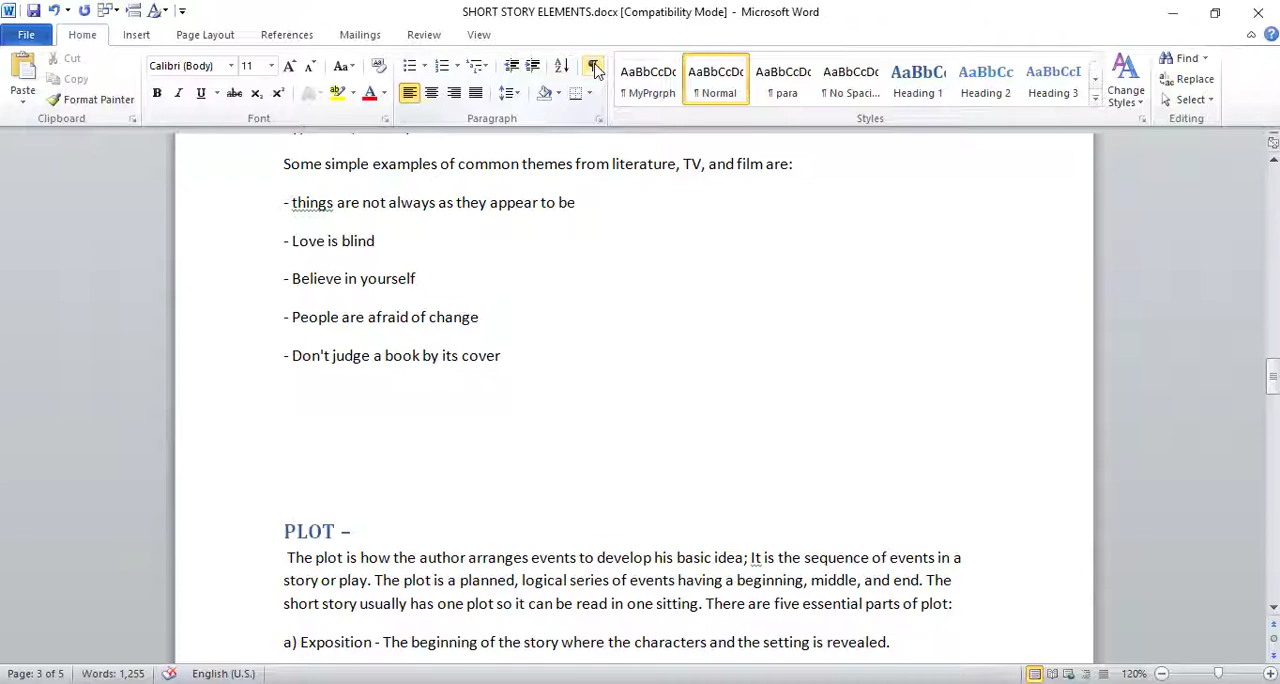 SHORT STORY ELEMENTS.docx [Compatibility Mode] - Microsoft Word
File Home Insert Page Layout References Mailings Review View
Cut
Copy
Format Painter
Paste
Clipboard
Calibri (Body) 11
Font
Paragraph
AaBbCcDc AaBbCcDc AaBbCcDc AaBbCcDc AaBbCc AaBbCc AaBbCcI
¶ MyPrgrph ¶ Normal ¶ para ¶ No Spaci... Heading 1 Heading 2 Heading 3
Change
Styles
Styles
Find
Replace
Select
Editing
Some simple examples of common themes from literature, TV, and film are:
- things are not always as they appear to be
- Love is blind
- Believe in yourself
- People are afraid of change
- Don't judge a book by its cover
PLOT –
The plot is how the author arranges events to develop his basic idea; It is the sequence of events in a
story or play. The plot is a planned, logical series of events having a beginning, middle, and end. The
short story usually has one plot so it can be read in one sitting. There are five essential parts of plot:
a) Exposition - The beginning of the story where the characters and the setting is revealed.
Page: 3 of 5 Words: 1,255 English (U.S.) 120%